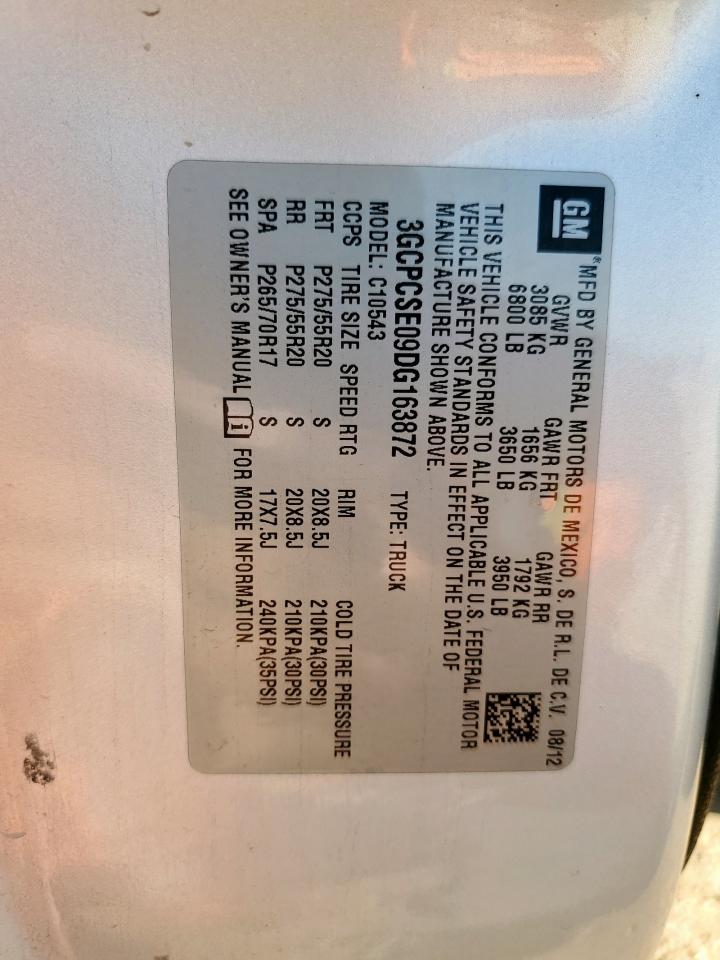 GM
® MFD BY GENERAL MOTORS DE MEXICO, S. DE R.L. DE C.V. 08/12
GVWR GAWR FRT GAWR RR
3085 KG 1656 KG 1792 KG
6800 LB 3650 LB 3950 LB
THIS VEHICLE CONFORMS TO ALL APPLICABLE U.S. FEDERAL MOTOR
VEHICLE SAFETY STANDARDS IN EFFECT ON THE DATE OF
MANUFACTURE SHOWN ABOVE.
3GCPCSE09DG163872 TYPE: TRUCK
MODEL: C10543
CCPS TIRE SIZE SPEED RTG RIM COLD TIRE PRESSURE
FRT P275/55R20 S 20X8.5J 210KPA(30PSI)
RR P275/55R20 S 20X8.5J 210KPA(30PSI)
SPA P265/70R17 S 17X7.5J 240KPA(35PSI)
SEE OWNER'S MANUAL i FOR MORE INFORMATION.